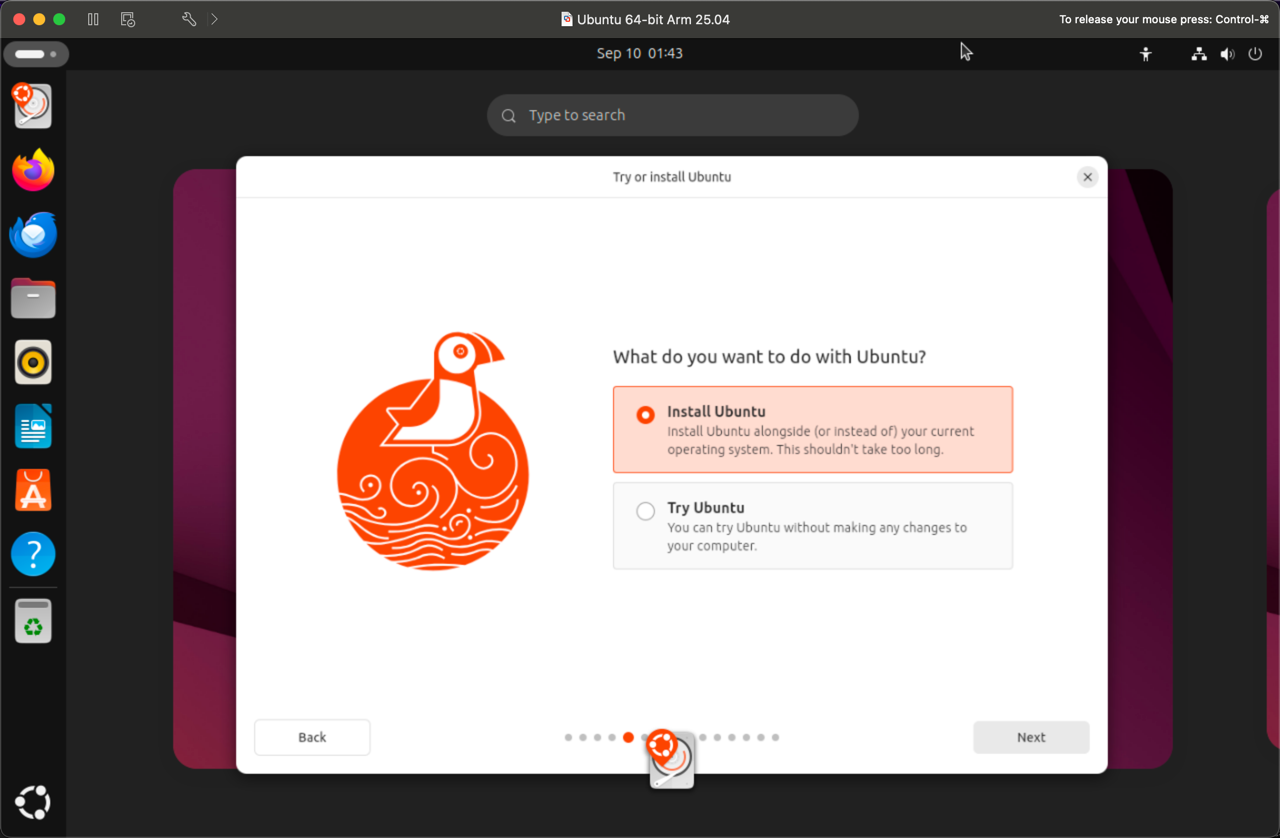 Ubuntu 64-bit Arm 25.04
To release your mouse press: Control-⌘
Sep 10 01:43
Type to search
Try or install Ubuntu
What do you want to do with Ubuntu?
Install Ubuntu
Install Ubuntu alongside (or instead of) your current
operating system. This shouldn't take too long.
Try Ubuntu
You can try Ubuntu without making any changes to
your computer.
Back
Next